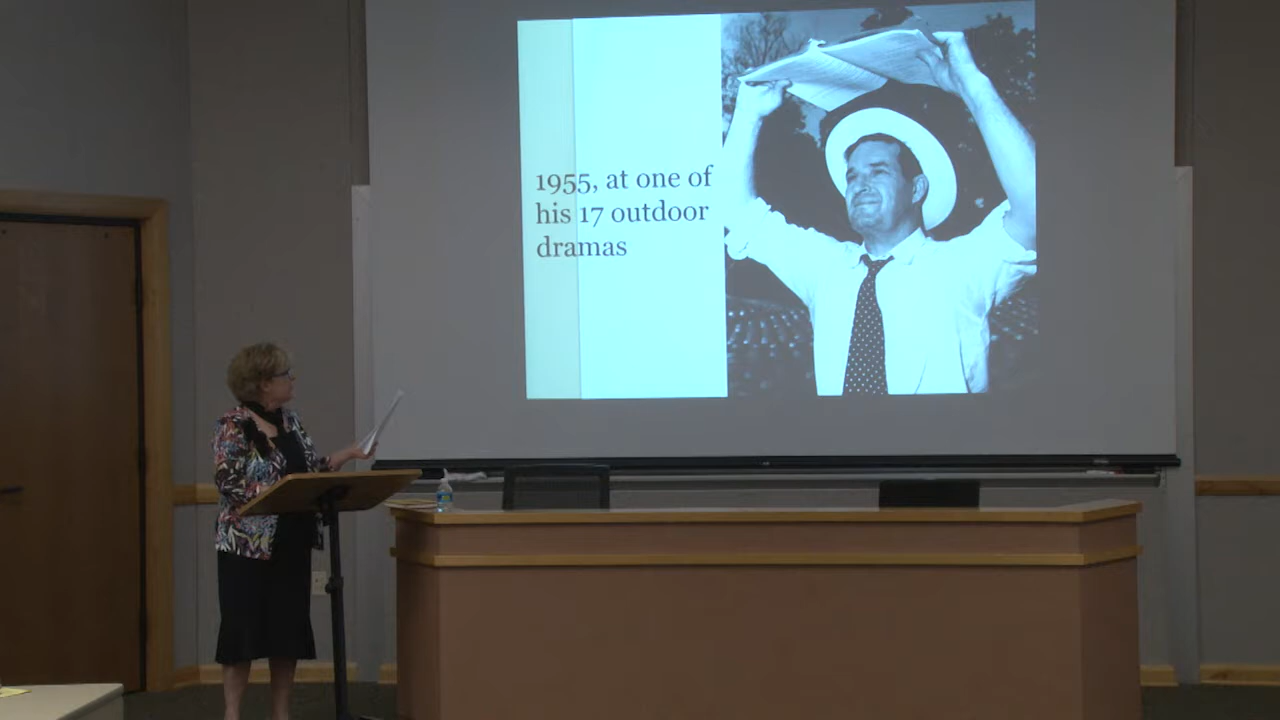 1955, at one of
his 17 outdoor
dramas